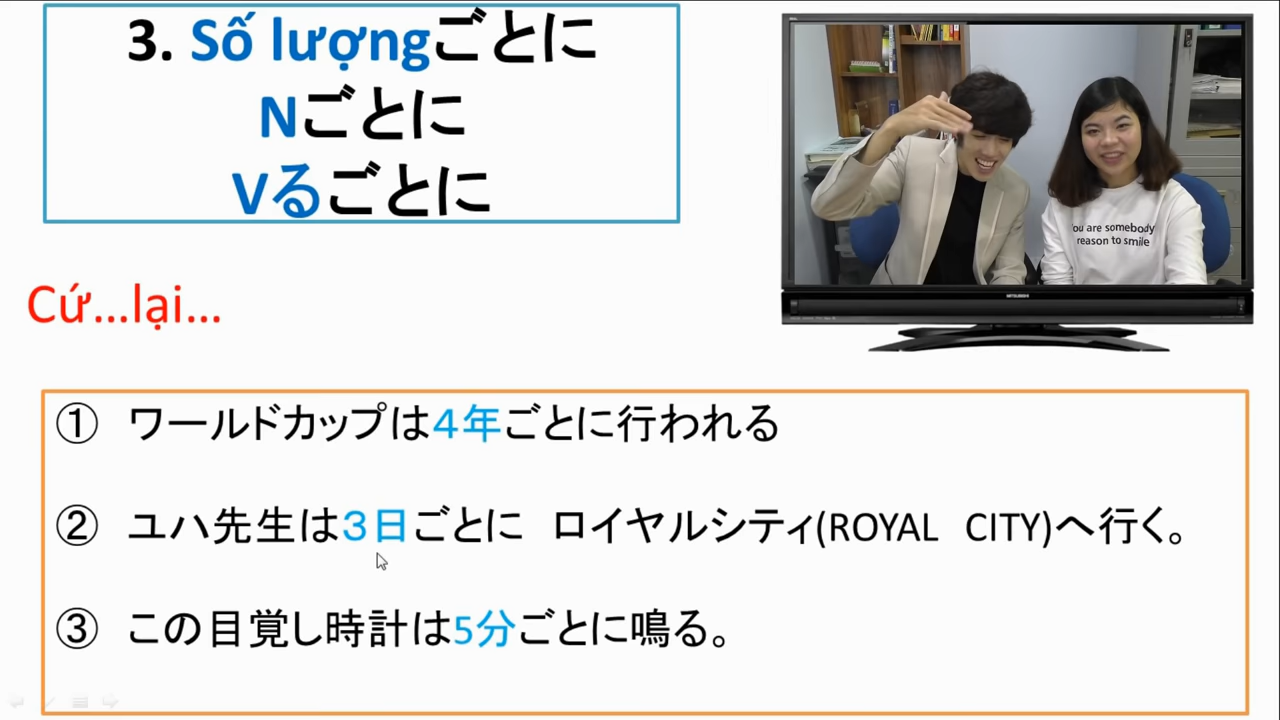 3. Số lượngごとに
Nごとに
Vるごとに
Cứ...lại...
You are somebody
reason to smile
MITSUBISHI
① ワールドカップは４年ごとに行われる
② ユハ先生は３日ごとに　ロイヤルシティ(ROYAL CITY)へ行く。
③ この目覚し時計は5分ごとに鳴る。